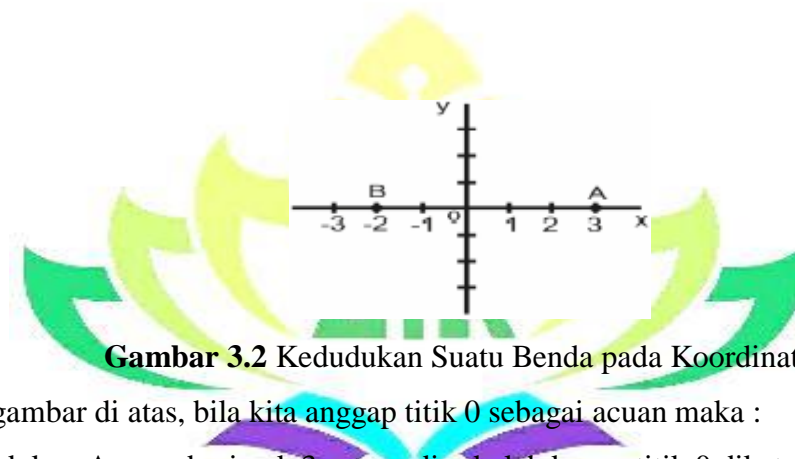 y
B A
-3 -2 -1 0 1 2 3 x
Gambar 3.2 Kedudukan Suatu Benda pada Koordinat
gambar di atas, bila kita anggap titik 0 sebagai acuan maka :